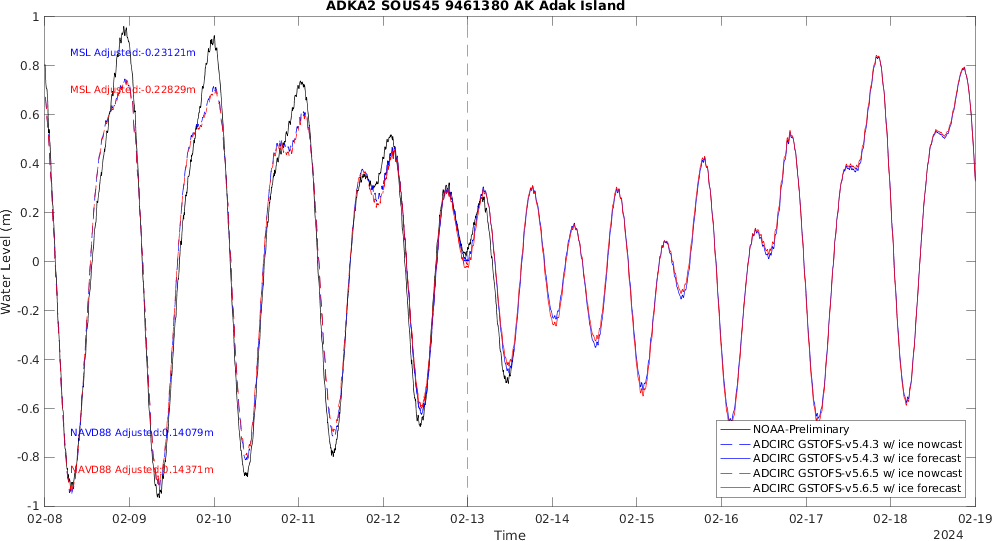 ADKA2 SOUS45 9461380 AK Adak Island
MSL Adjusted:-0.23121m
MSL Adjusted:-0.22829m
NAVD88 Adjusted:0.14079m
NAVD88 Adjusted:0.14371m
Water Level (m)
1
0.8
0.6
0.4
0.2
0
-0.2
-0.4
-0.6
-0.8
-1
NOAA-Preliminary
ADCIRC GSTOFS-v5.4.3 w/ ice nowcast
ADCIRC GSTOFS-v5.4.3 w/ ice forecast
ADCIRC GSTOFS-v5.6.5 w/ ice nowcast
ADCIRC GSTOFS-v5.6.5 w/ ice forecast
02-08 02-09 02-10 02-11 02-12 02-13 02-14 02-15 02-16 02-17 02-18 02-19
Time
2024